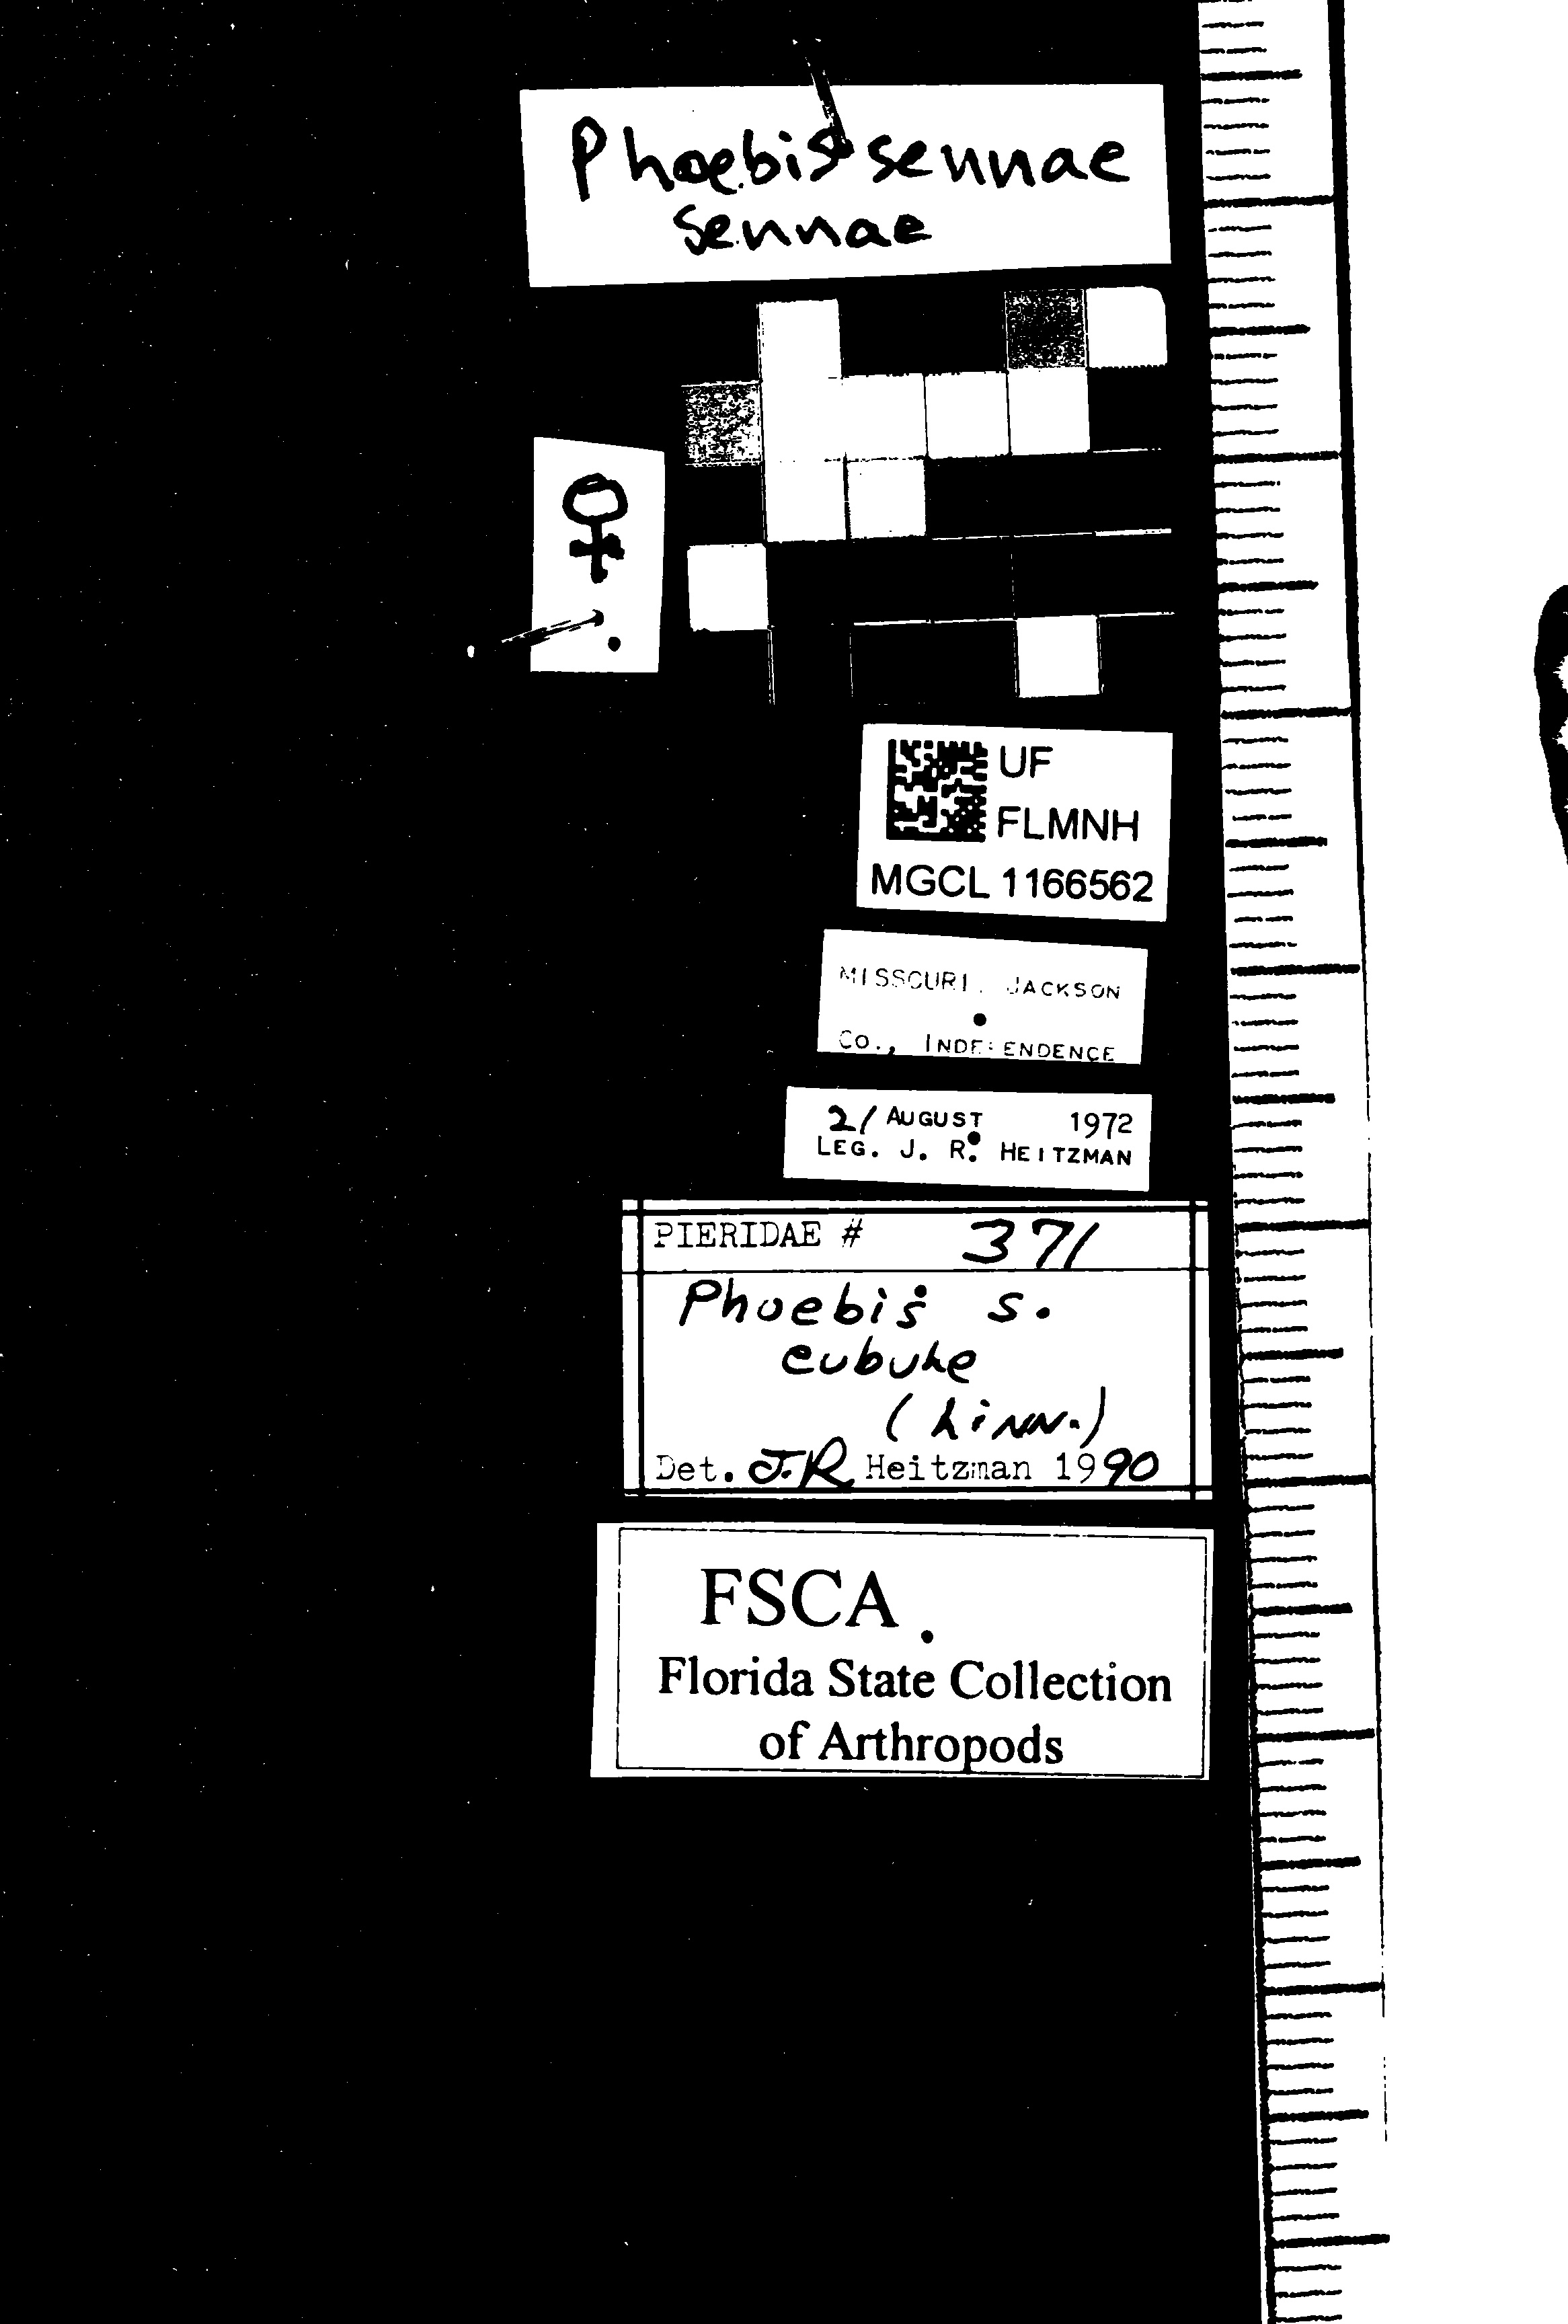 Phoebis sennae
sennae
♀
UF
FLMNH
MGCL 1166562
MISSOURI, JACKSON
CO., INDEPENDENCE
21 AUGUST 1972
LEG. J. R. HEITZMAN
PIERIDAE # 371
Phoebis s.
eubule
(Linn.)
Det. J.R. Heitzman 1990
FSCA
Florida State Collection
of Arthropods